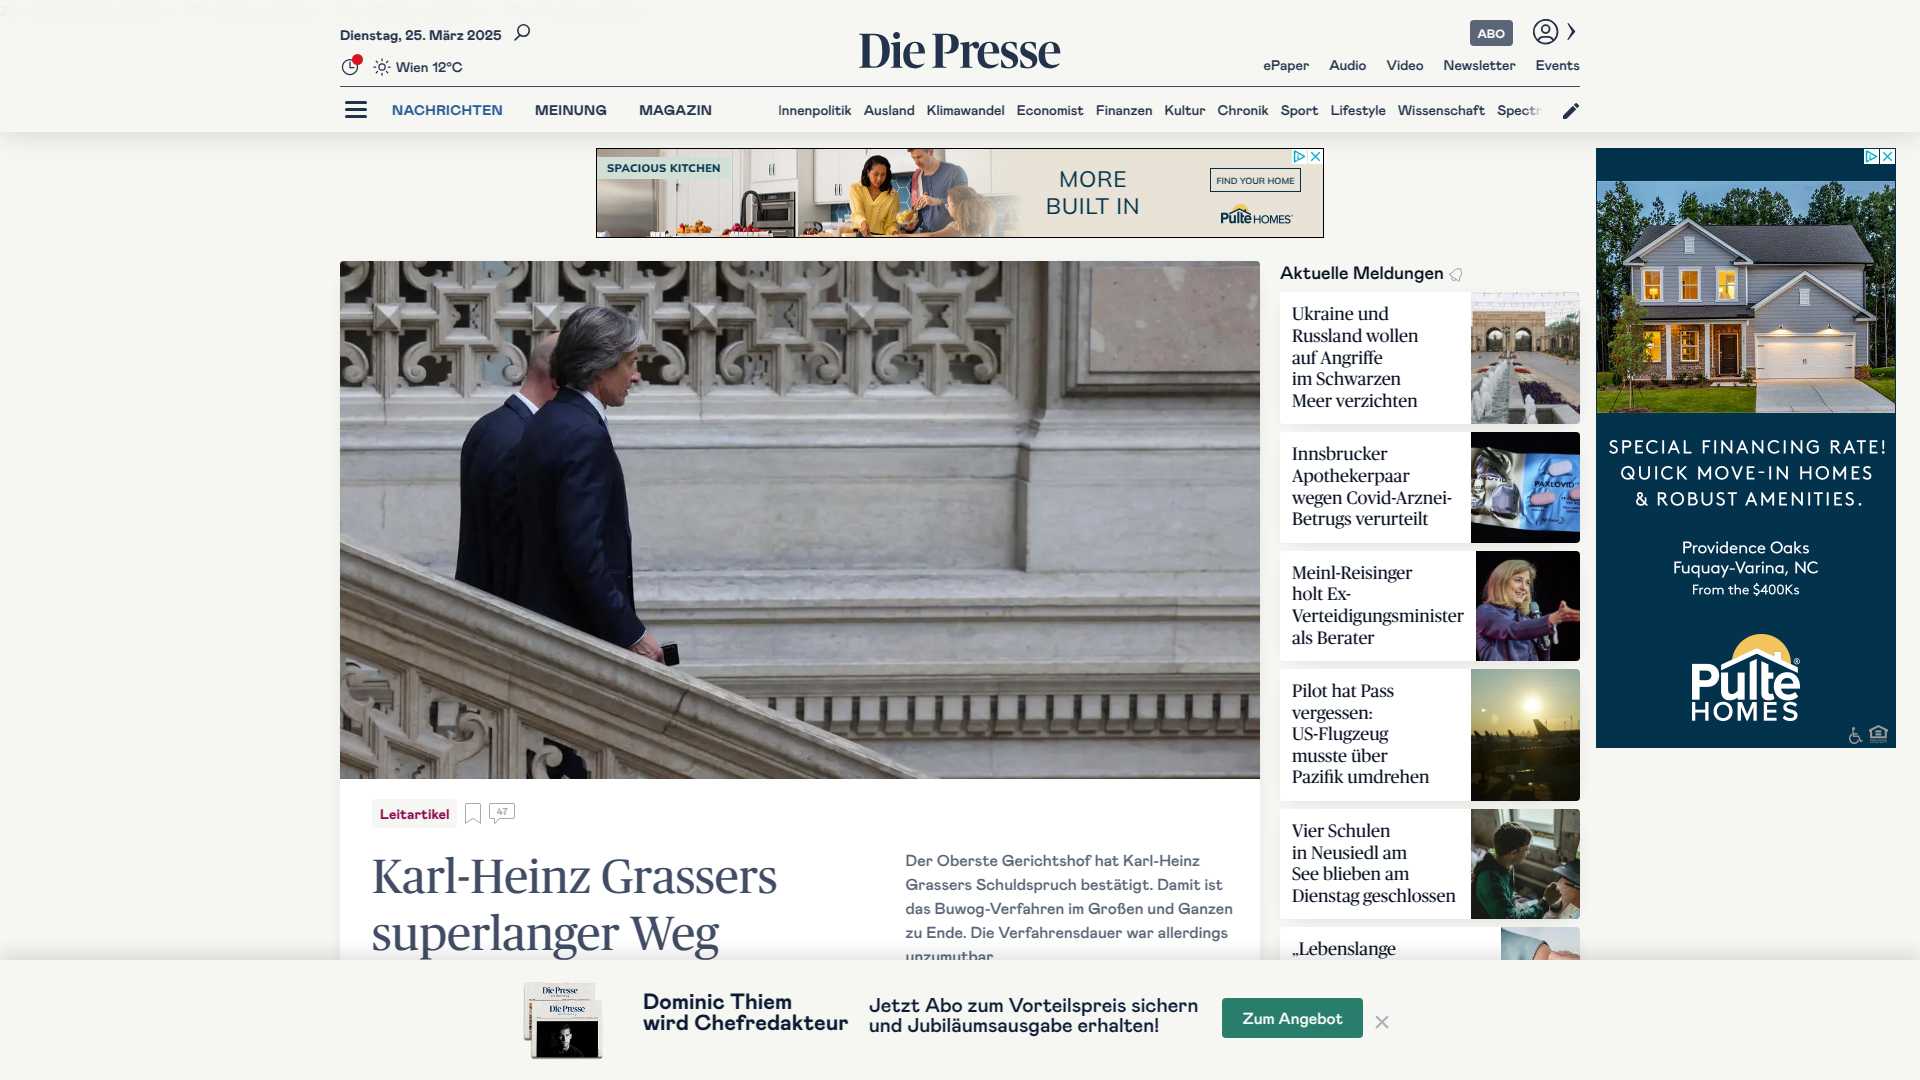 Dienstag, 25. März 2025
Wien 12°C
Die Presse
ABO
ePaper Audio Video Newsletter Events
NACHRICHTEN MEINUNG MAGAZIN
Innenpolitik Ausland Klimawandel Economist Finanzen Kultur Chronik Sport Lifestyle Wissenschaft Spectr
SPACIOUS KITCHEN
MORE
BUILT IN
FIND YOUR HOME
Pulte HOMES
Leitartikel
47
Karl-Heinz Grassers
superlanger Weg
Der Oberste Gerichtshof hat Karl-Heinz
Grassers Schuldspruch bestätigt. Damit ist
das Buwog-Verfahren im Großen und Ganzen
zu Ende. Die Verfahrensdauer war allerdings
unzumutbar.
Aktuelle Meldungen
Ukraine und
Russland wollen
auf Angriffe
im Schwarzen
Meer verzichten
Innsbrucker
Apothekerpaar
wegen Covid-Arznei-
Betrugs verurteilt
PAXLOVID
Meinl-Reisinger
holt Ex-
Verteidigungsminister
als Berater
Pilot hat Pass
vergessen:
US-Flugzeug
musste über
Pazifik umdrehen
Vier Schulen
in Neusiedl am
See blieben am
Dienstag geschlossen
„Lebenslange
SPECIAL FINANCING RATE!
QUICK MOVE-IN HOMES
& ROBUST AMENITIES.
Providence Oaks
Fuquay-Varina, NC
From the $400Ks
Pulte®
HOMES
Die Presse
Die Presse
Dominic Thiem
wird Chefredakteur
Jetzt Abo zum Vorteilspreis sichern
und Jubiläumsausgabe erhalten!
Zum Angebot